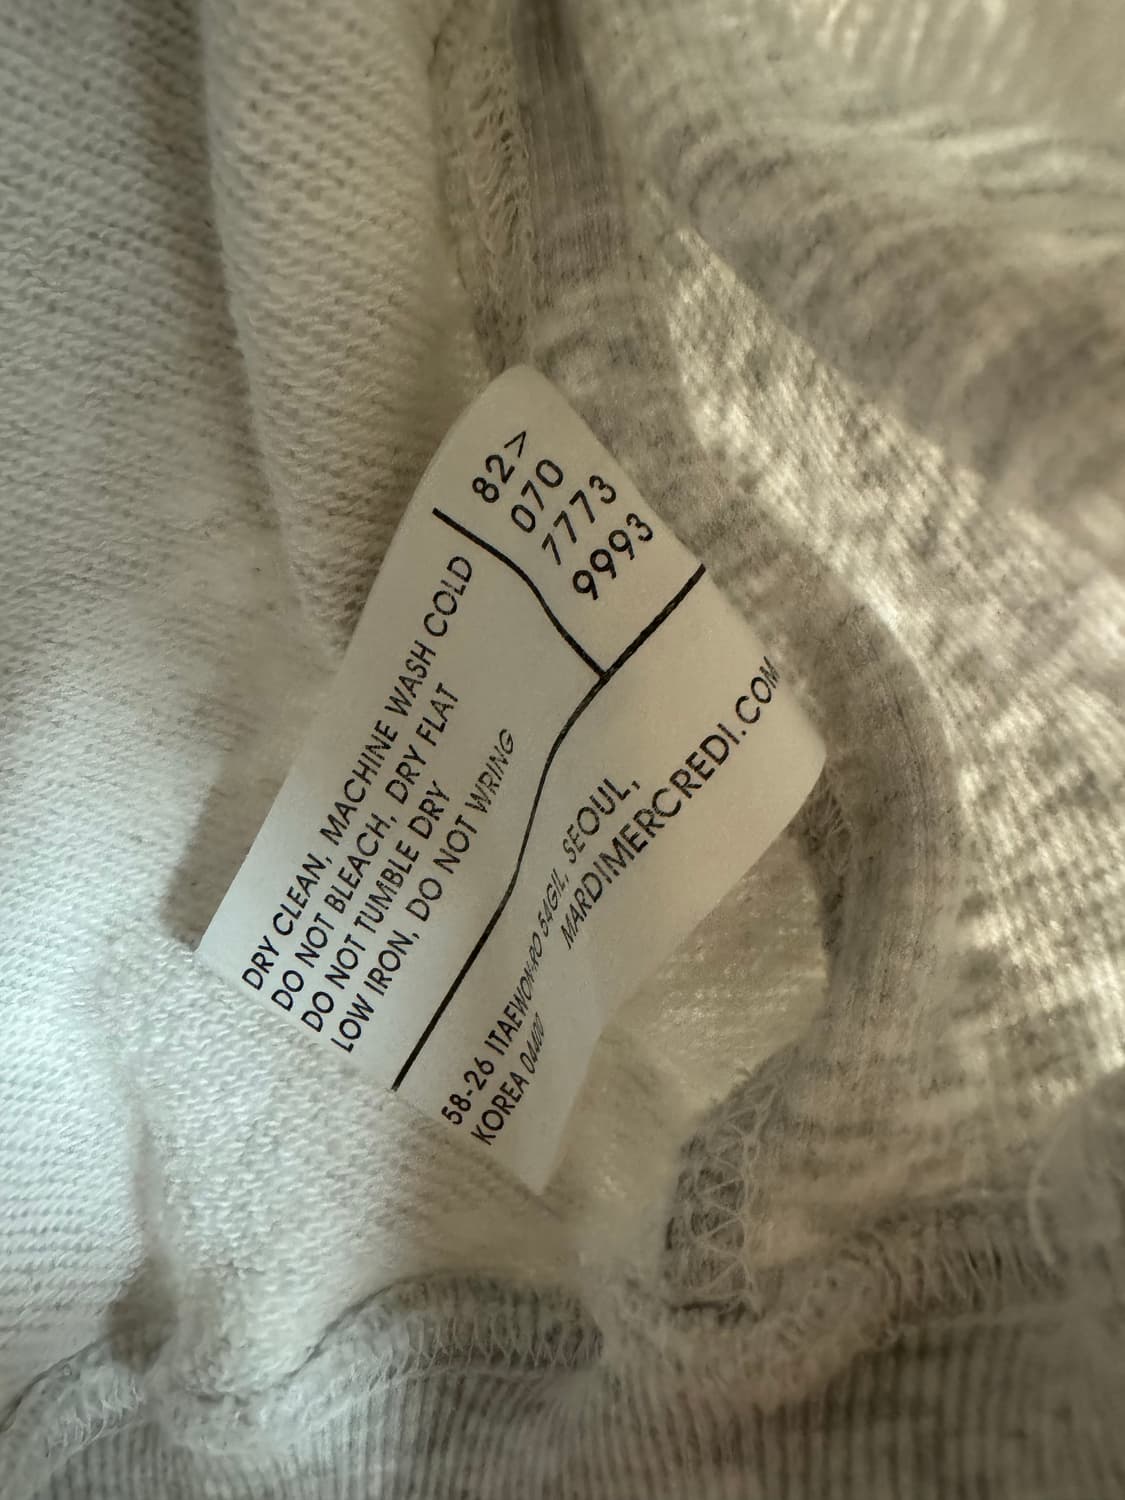 82>
070
7773
9993
DRY CLEAN, MACHINE WASH COLD
DO NOT BLEACH, DRY FLAT
DO NOT TUMBLE DRY
LOW IRON, DO NOT WRING
58-26 ITAEWON-RO 54GIL, SEOUL,
KOREA 04400
MARDIMERCREDI.COM